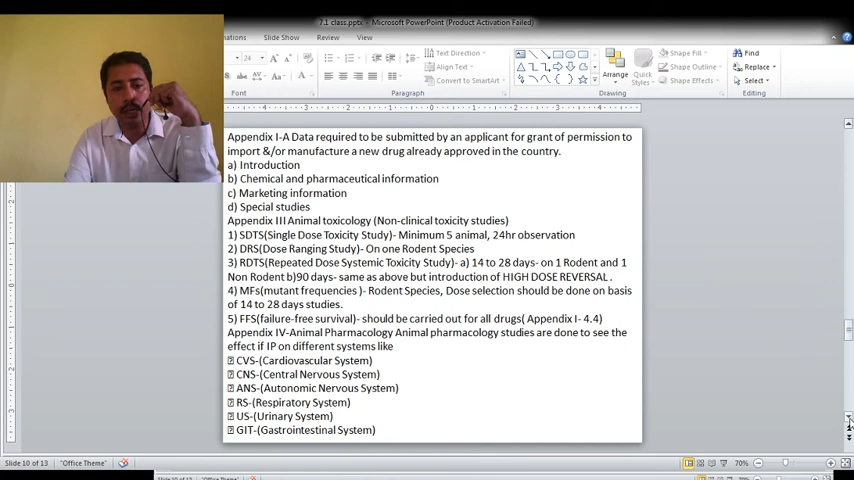 7.1 class.pptx - Microsoft PowerPoint (Product Activation Failed)
Animations Slide Show Review View
24
Text Direction
Align Text
Convert to SmartArt
Arrange
Quick Styles
Shape Fill
Shape Outline
Shape Effects
Find
Replace
Select
Paragraph
Drawing
Editing
Appendix I-A Data required to be submitted by an applicant for grant of permission to
import &/or manufacture a new drug already approved in the country.
a) Introduction
b) Chemical and pharmaceutical information
c) Marketing information
d) Special studies
Appendix III Animal toxicology (Non-clinical toxicity studies)
1) SDTS(Single Dose Toxicity Study)- Minimum 5 animal, 24hr observation
2) DRS(Dose Ranging Study)- On one Rodent Species
3) RDTS(Repeated Dose Systemic Toxicity Study)- a) 14 to 28 days- on 1 Rodent and 1
Non Rodent b)90 days- same as above but introduction of HIGH DOSE REVERSAL .
4) MFs(mutant frequencies )- Rodent Species, Dose selection should be done on basis
of 14 to 28 days studies.
5) FFS(failure-free survival)- should be carried out for all drugs( Appendix I- 4.4)
Appendix IV-Animal Pharmacology Animal pharmacology studies are done to see the
effect if IP on different systems like
CVS-(Cardiovascular System)
CNS-(Central Nervous System)
ANS-(Autonomic Nervous System)
RS-(Respiratory System)
US-(Urinary System)
GIT-(Gastrointestinal System)
Slide 10 of 13 "Office Theme" 70%